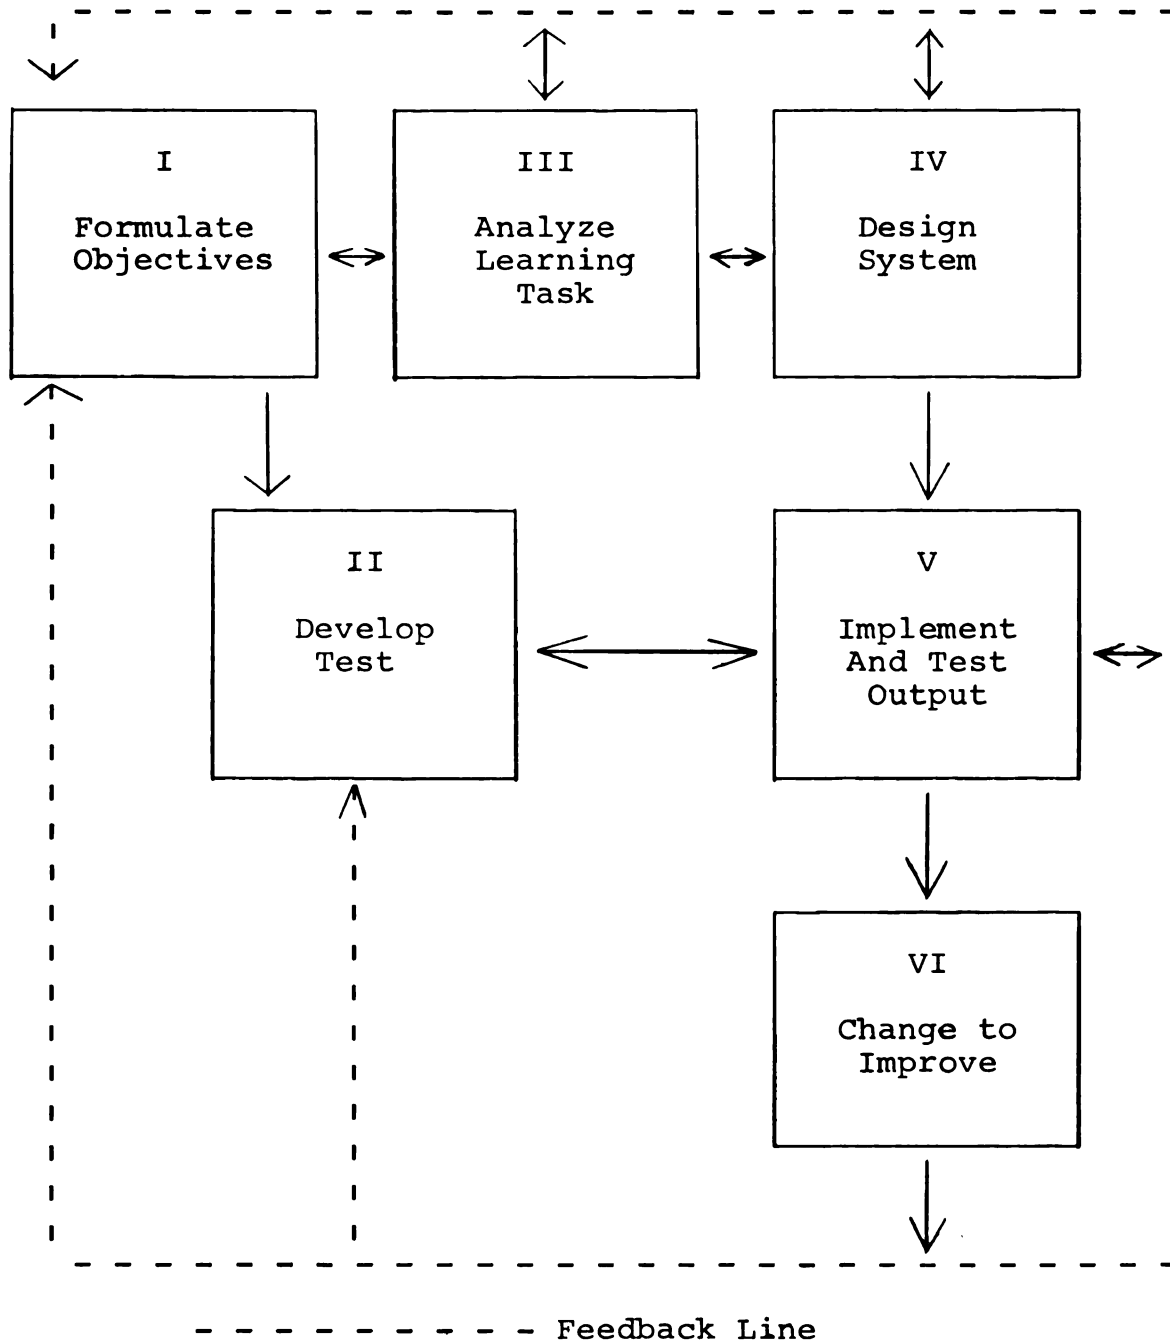 I
Formulate
Objectives
III
Analyze
Learning
Task
IV
Design
System
II
Develop
Test
V
Implement
And Test
Output
VI
Change to
Improve
Feedback Line